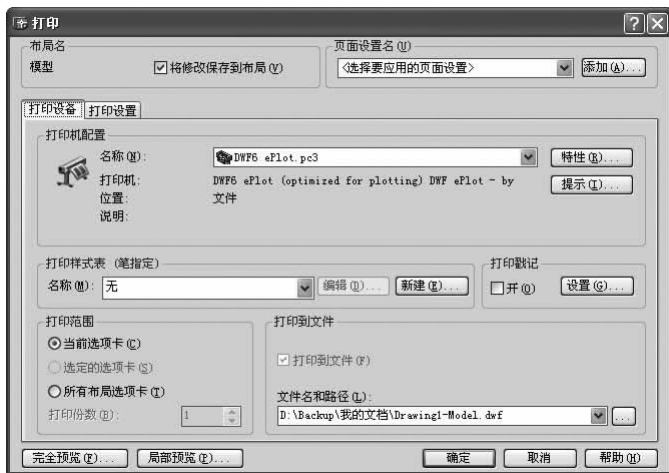 打印
布局名
模型
将修改保存到布局(V)
页面设置名(U)
<选择要应用的页面设置>
添加(A)...
打印设备
打印设置
打印机配置
名称(N):
DWF6 ePlot.pc3
特性(R)...
打印机:
DWF6 ePlot (optimized for plotting) DWF ePlot - by
提示(I)...
位置:
文件
说明:
打印样式表 (笔指定)
名称(M):
无
编辑(D)...
新建(E)...
打印戳记
开(O)
设置(G)...
打印范围
当前选项卡(C)
选定的选项卡(S)
所有布局选项卡(T)
打印份数(B):
1
打印到文件
打印到文件(F)
文件名和路径(L):
D:\Backup\我的文档\Drawing1-Model.dwf
...
完全预览(F)...
局部预览(P)...
确定
取消
帮助(H)